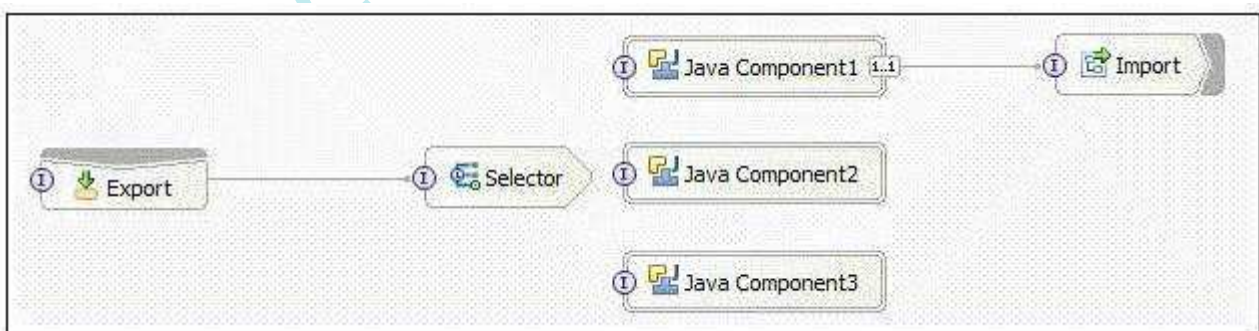 Java Component1
1..1
Import
Export
Selector
Java Component2
Java Component3